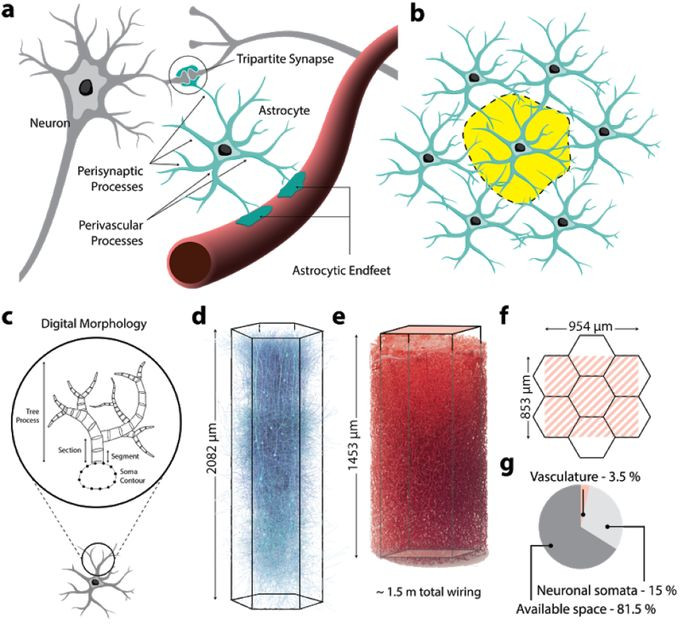 a
Tripartite Synapse
Neuron
Astrocyte
Perisynaptic
Processes
Perivascular
Processes
Astrocytic Endfeet
b
c
Digital Morphology
Tree
Process
Section
Segment
Soma
Contour
d
2082 µm
e
1453 µm
~ 1.5 m total wiring
f
954 µm
853 µm
g
Vasculature - 3.5 %
Neuronal somata - 15 %
Available space - 81.5 %